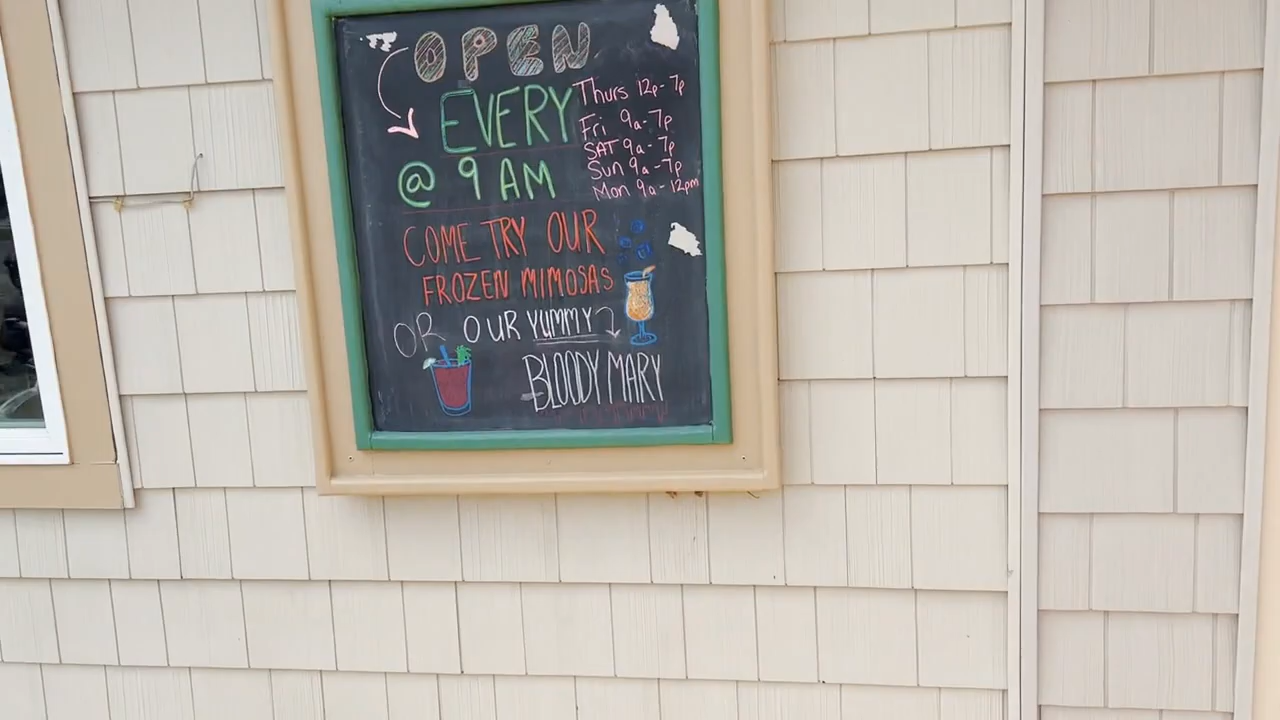 OPEN
EVERY
@ 9 AM
Thurs 12p-7p
Fri 9a-7p
SAT 9a-7p
Sun 9a-7p
Mon 9a-12pm
COME TRY OUR
FROZEN MIMOSAS
OR OUR YUMMY
BLOODY MARY